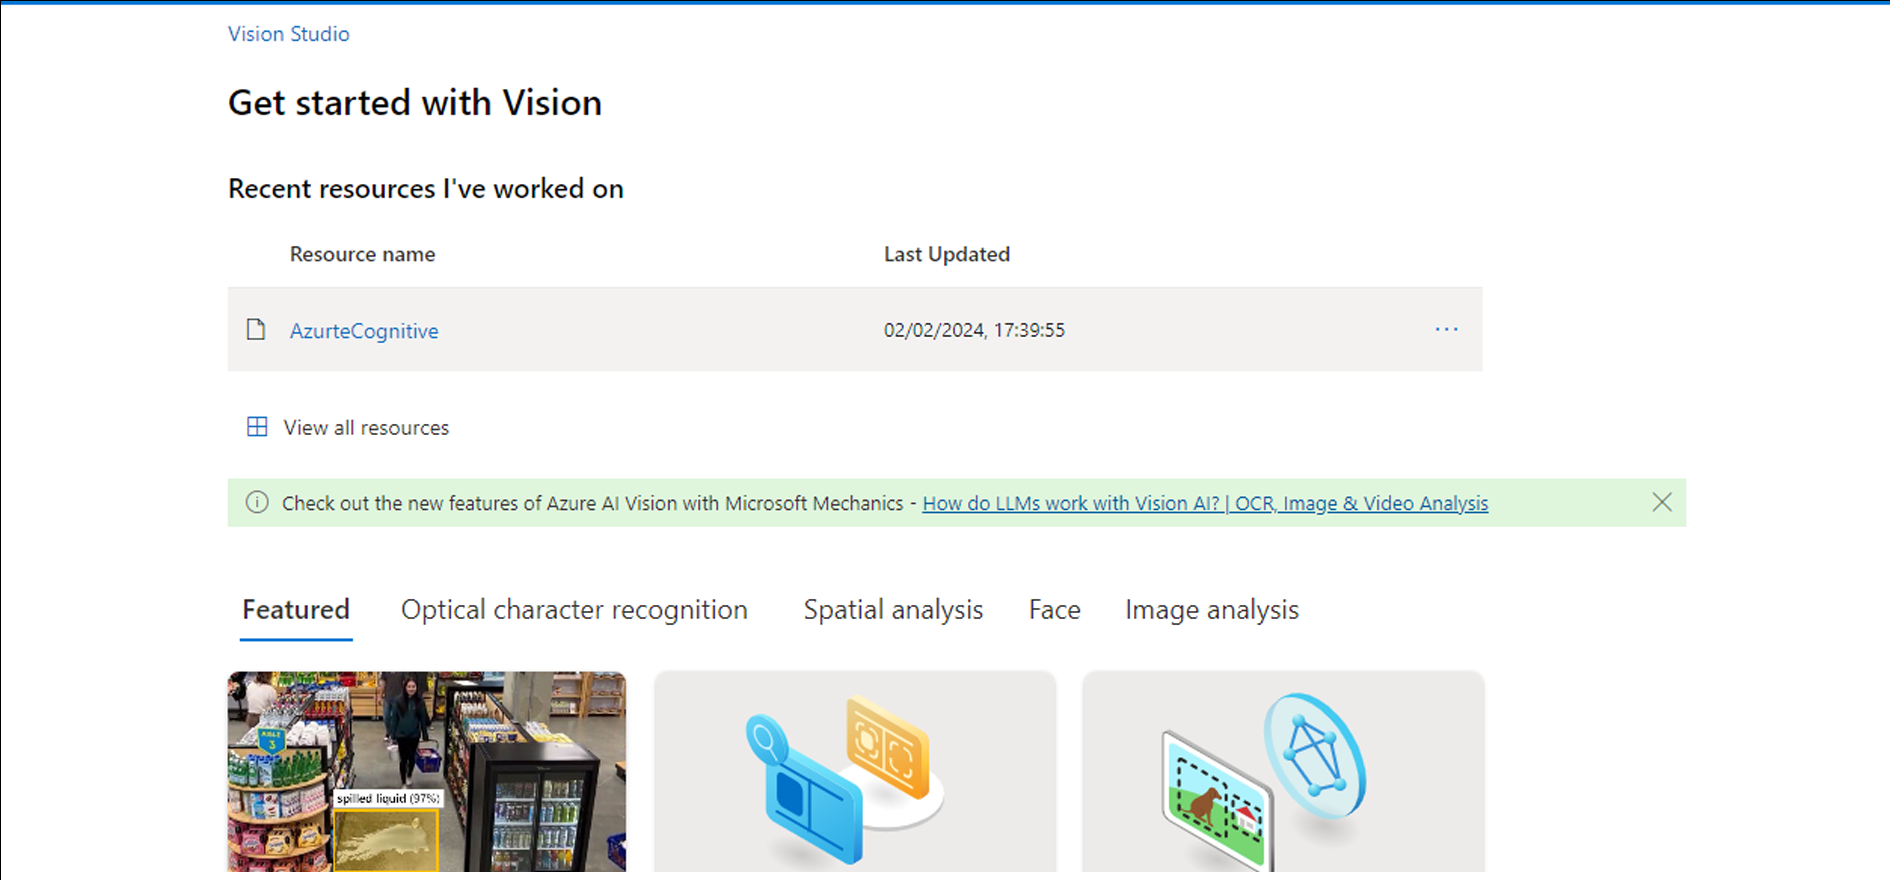 Vision Studio
Get started with Vision
Recent resources I've worked on
Resource name Last Updated
AzurteCognitive 02/02/2024, 17:39:55 ...
View all resources
Check out the new features of Azure AI Vision with Microsoft Mechanics - How do LLMs work with Vision AI? | OCR, Image & Video Analysis
Featured Optical character recognition Spatial analysis Face Image analysis
AISLE
3
spilled liquid (97%)